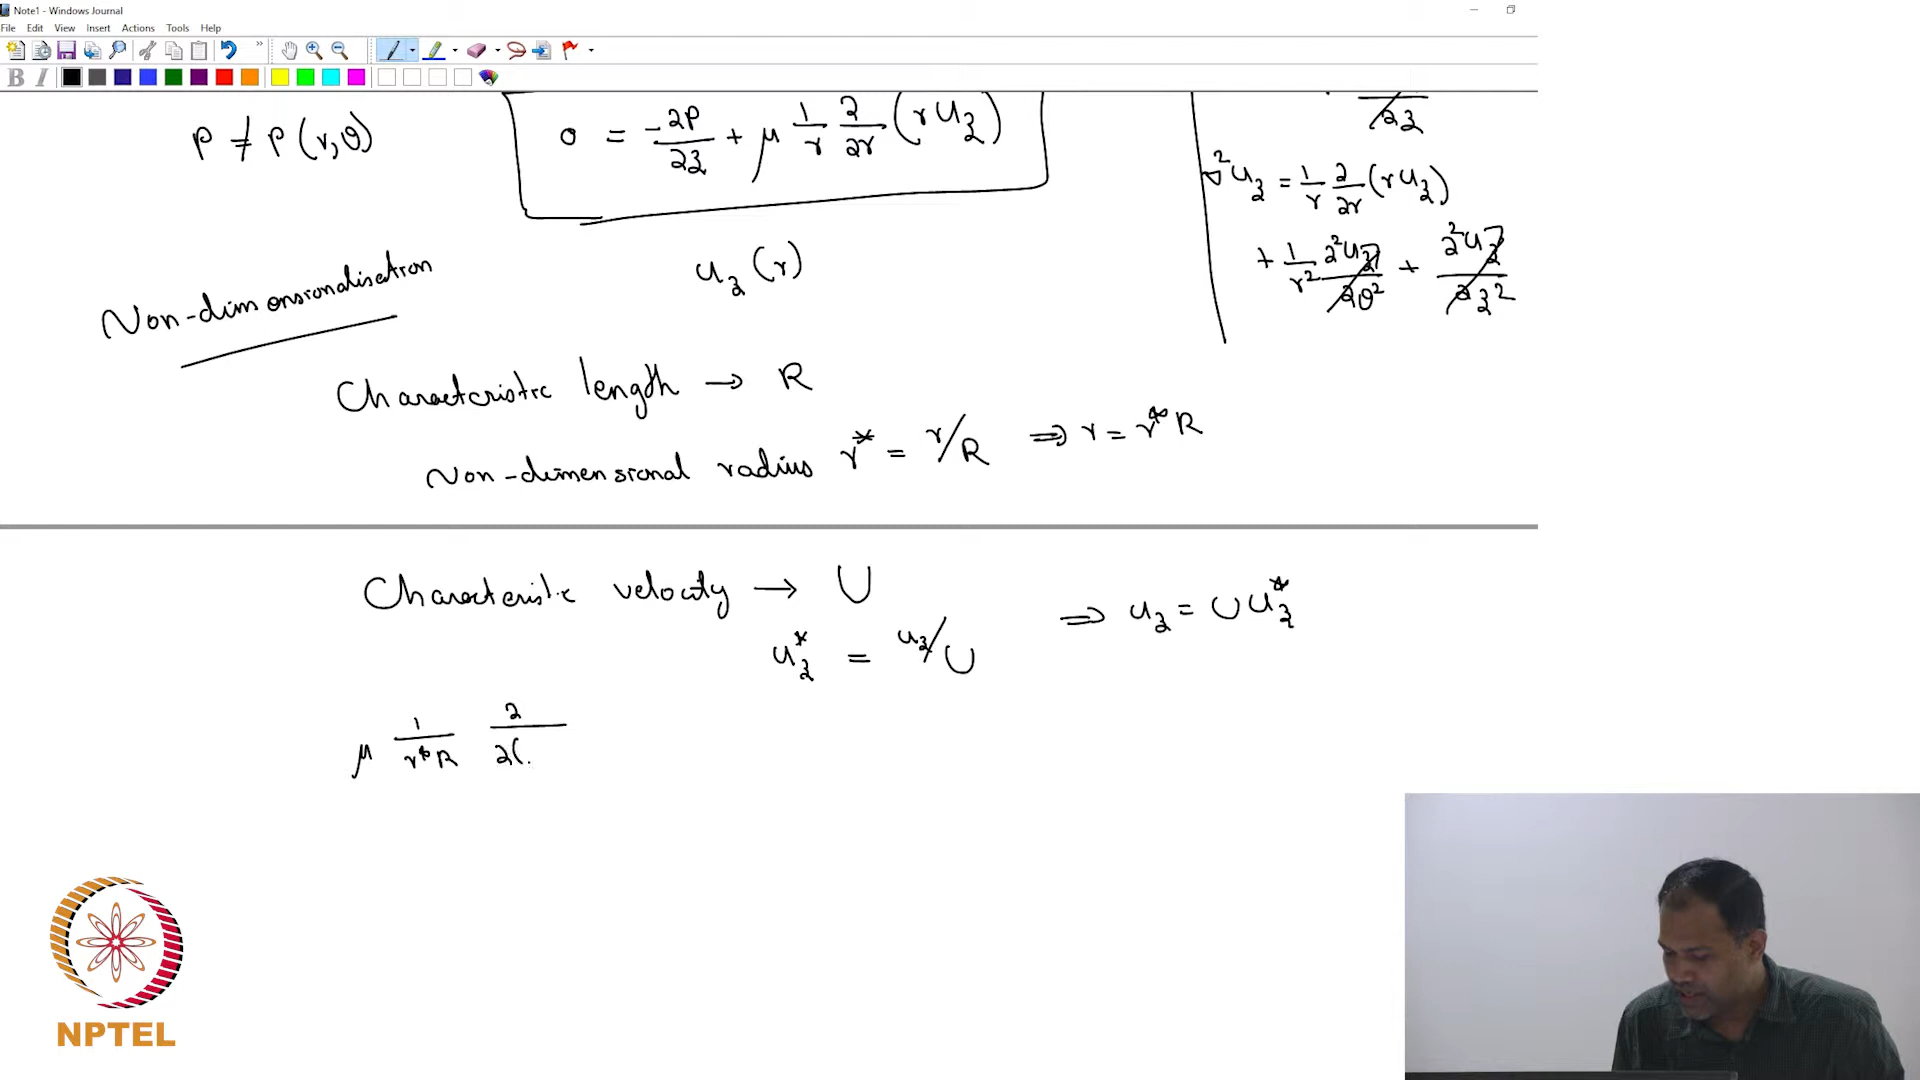 Note1 - Windows Journal
File Edit View Insert Actions Tools Help
B I
P ≠ P(r,θ)
0 = -∂P/∂z + μ 1/r ∂/∂r (r u_z)
∂z
∇²u_z = 1/r ∂/∂r (r u_z)
+ 1/r² ∂²u_z/∂θ² + ∂²u_z/∂z²
u_z (r)
Non-dimensionalisation
Characteristic length → R
Non-dimensional radius r* = r/R ⇒ r = r* R
Characteristic velocity → U
u_z* = u_z/U ⇒ u_z = U u_z*
μ 1/r*R ∂/∂(
NPTEL